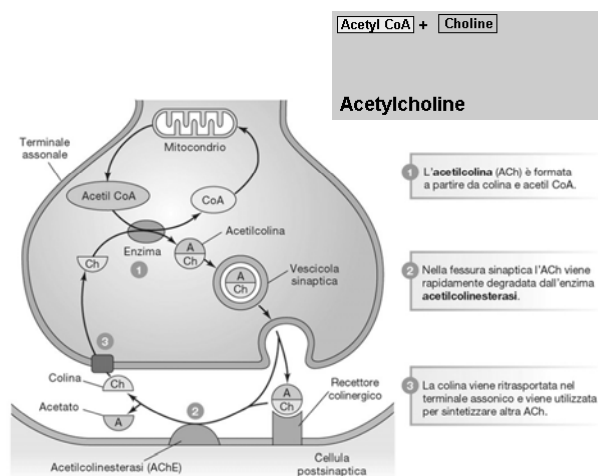 Acetyl CoA + Choline
Acetylcholine
Terminale
assonale
Mitocondrio
Acetil CoA
CoA
Enzima
Acetilcolina
A
Ch
Ch
1
Vescicola
sinaptica
A
Ch
3
Colina
Ch
Acetato
A
2
A
Ch
Recettore
colinergico
Acetilcolinesterasi (AChE)
Cellula
postsinaptica
1 L'acetilcolina (ACh) è formata
a partire da colina e acetil CoA.
2 Nella fessura sinaptica l'ACh viene
rapidamente degradata dall'enzima
acetilcolinesterasi.
3 La colina viene ritrasportata nel
terminale assonico e viene utilizzata
per sintetizzare altra ACh.